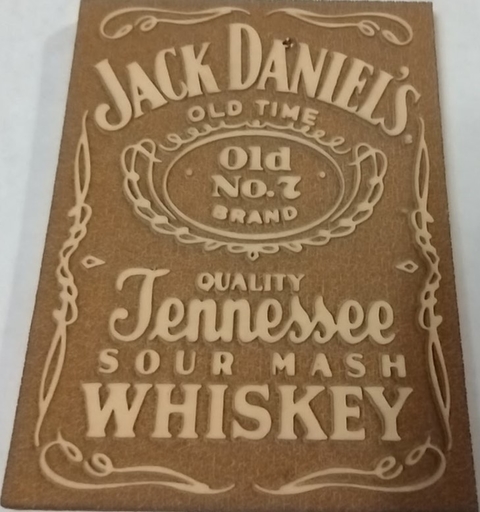 JACK DANIEL'S
OLD TIME
Old
No.7
BRAND
QUALITY
Tennessee
SOUR MASH
WHISKEY